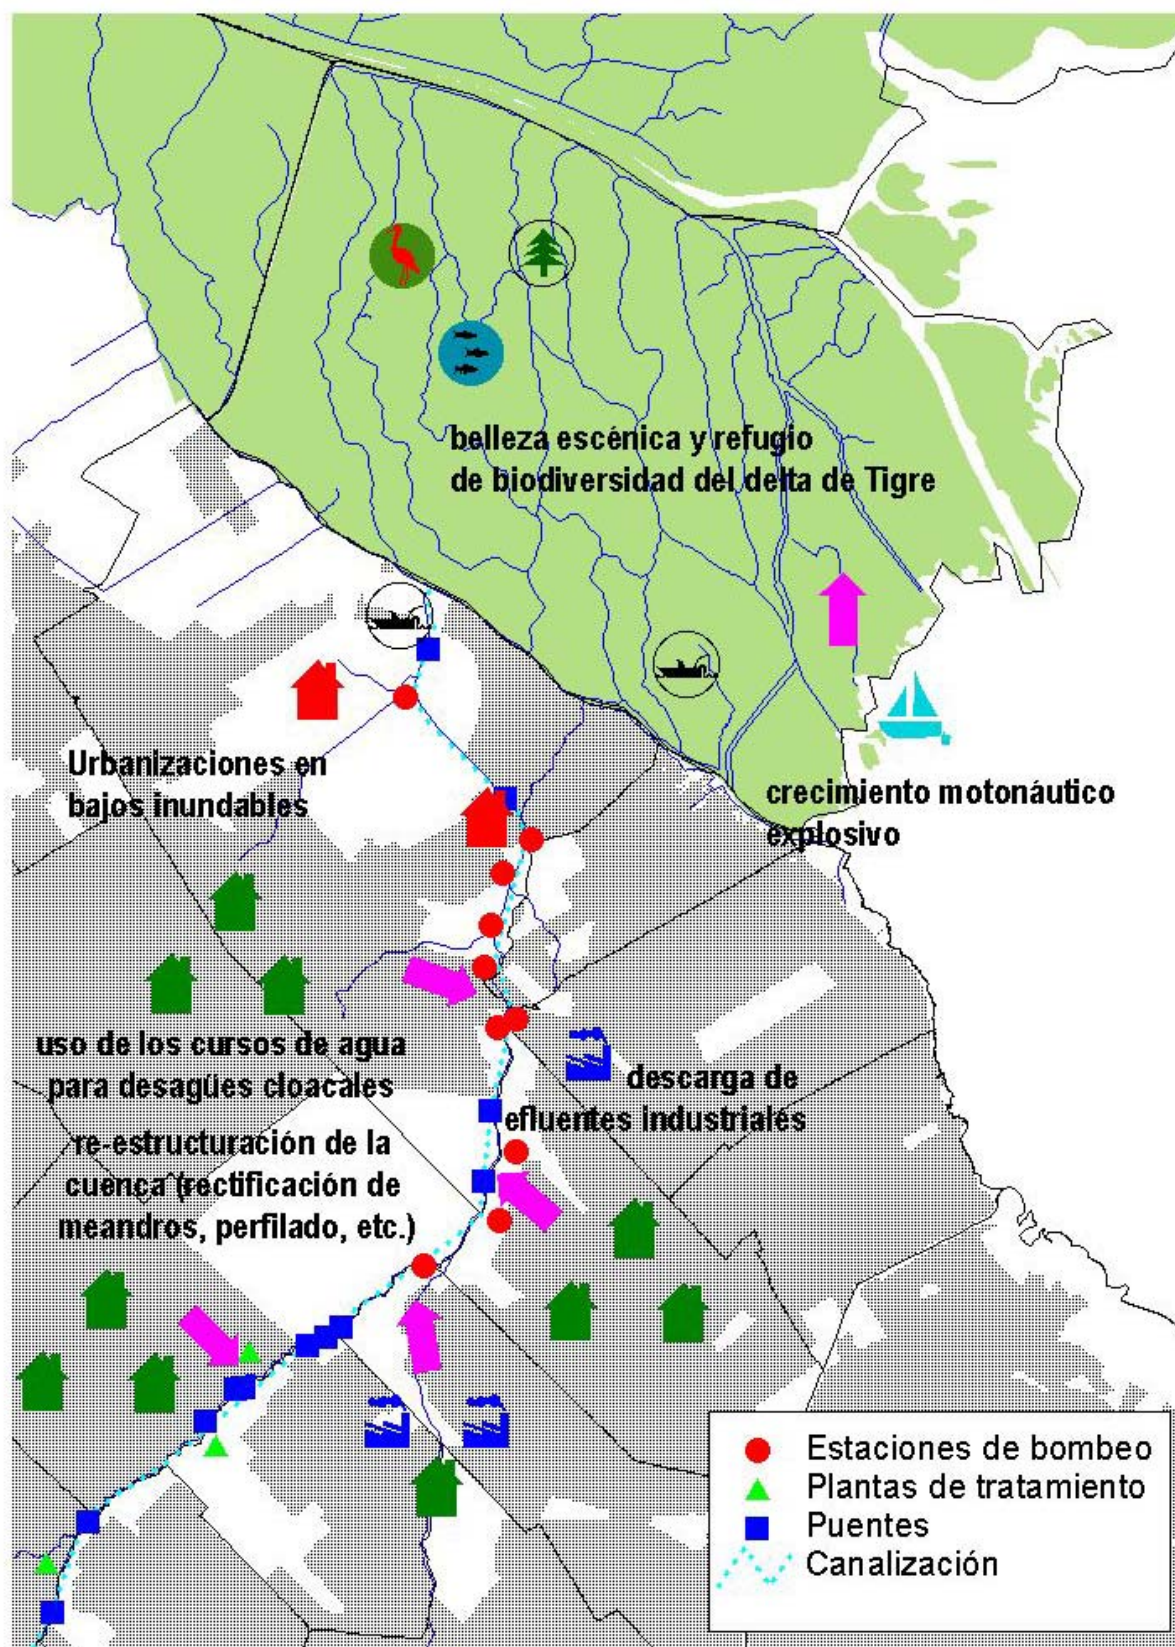 belleza escénica y refugio
de biodiversidad del delta de Tigre
Urbanizaciones en
bajos inundables
crecimiento motonáutico
explosivo
uso de los cursos de agua
para desagües cloacales
descarga de
efluentes industriales
re-estructuración de la
cuenca (rectificación de
meandros, perfilado, etc.)
Estaciones de bombeo
Plantas de tratamiento
Puentes
Canalización